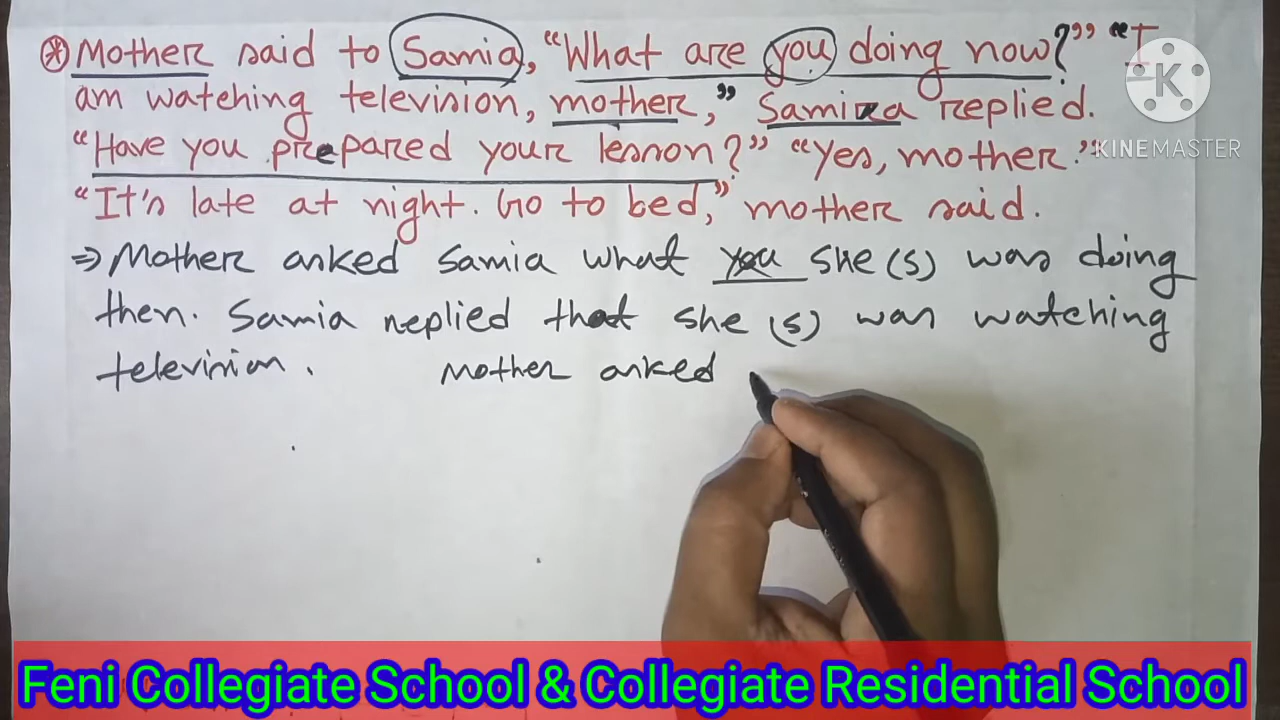 * Mother said to Samia, "What are you doing now?" "I
am watching television, mother," Samira replied.
KINEMASTER
"Have you prepared your lesson?" "Yes, mother."
"It's late at night. Go to bed," mother said.
⇒ Mother asked Samia what you she (s) was doing
then. Samia replied that she (s) was watching
television. Mother asked
Feni Collegiate School & Collegiate Residential School